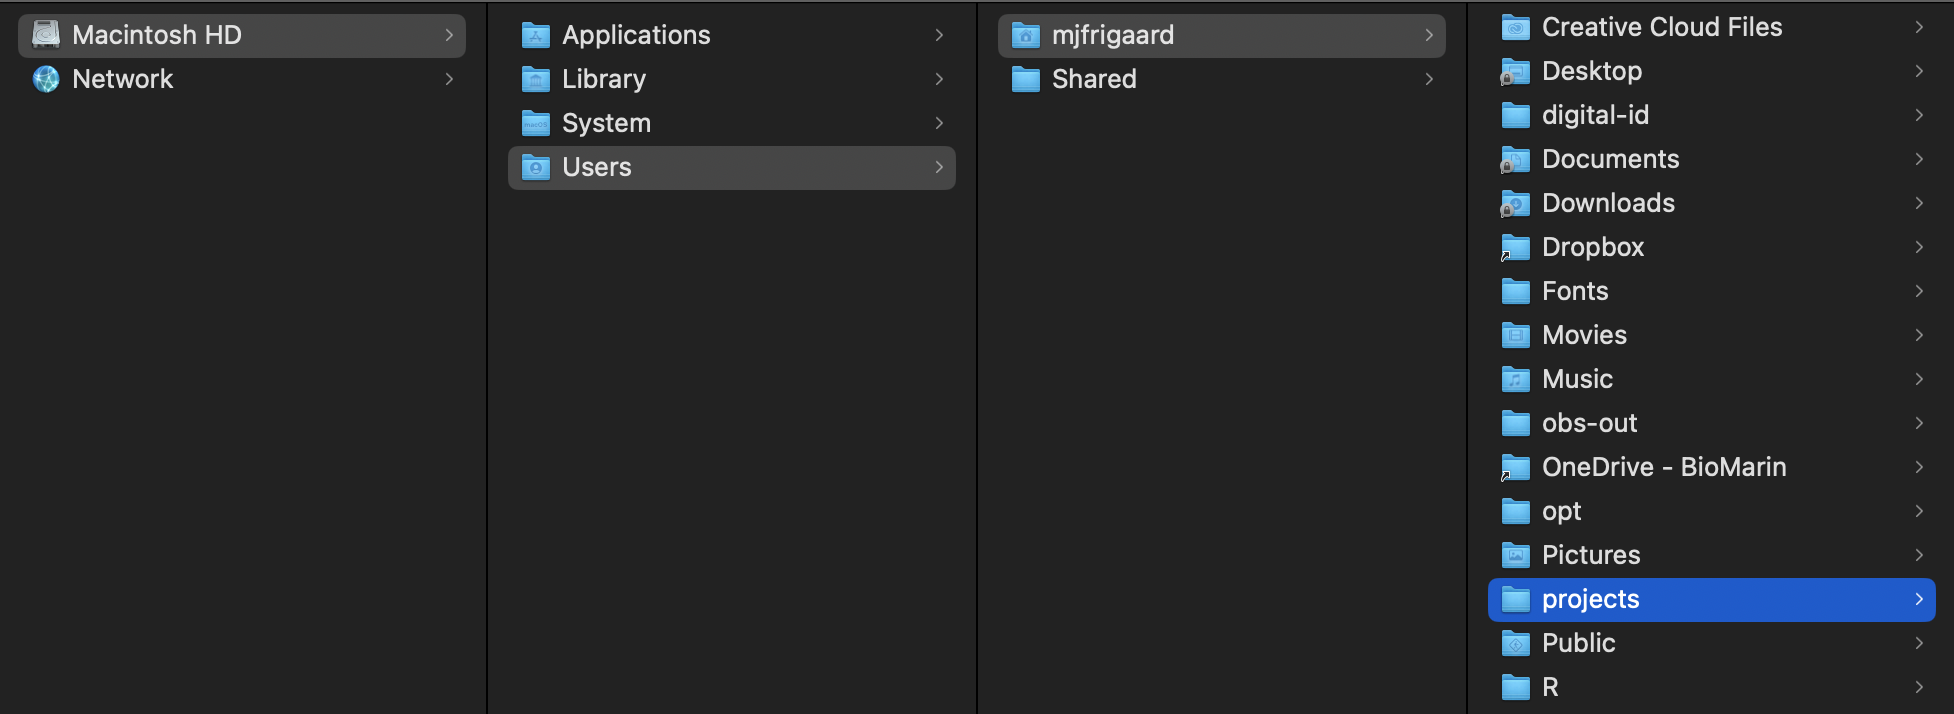 Macintosh HD
Network
Applications
Library
System
Users
mjfrigaard
Shared
Creative Cloud Files
Desktop
digital-id
Documents
Downloads
Dropbox
Fonts
Movies
Music
obs-out
OneDrive - BioMarin
opt
Pictures
projects
Public
R